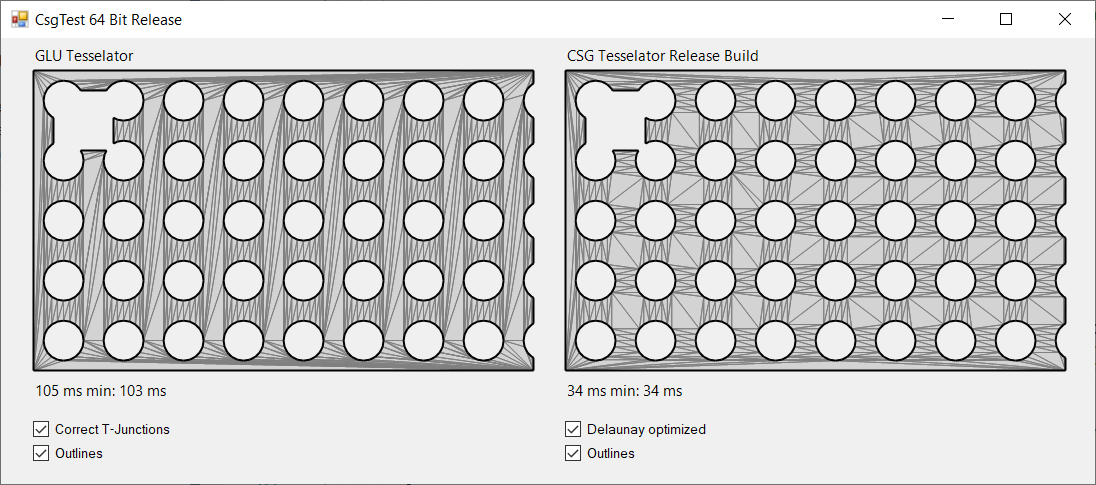 CsgTest 64 Bit Release
GLU Tesselator
CSG Tesselator Release Build
105 ms min: 103 ms
34 ms min: 34 ms
Correct T-Junctions
Delaunay optimized
Outlines
Outlines